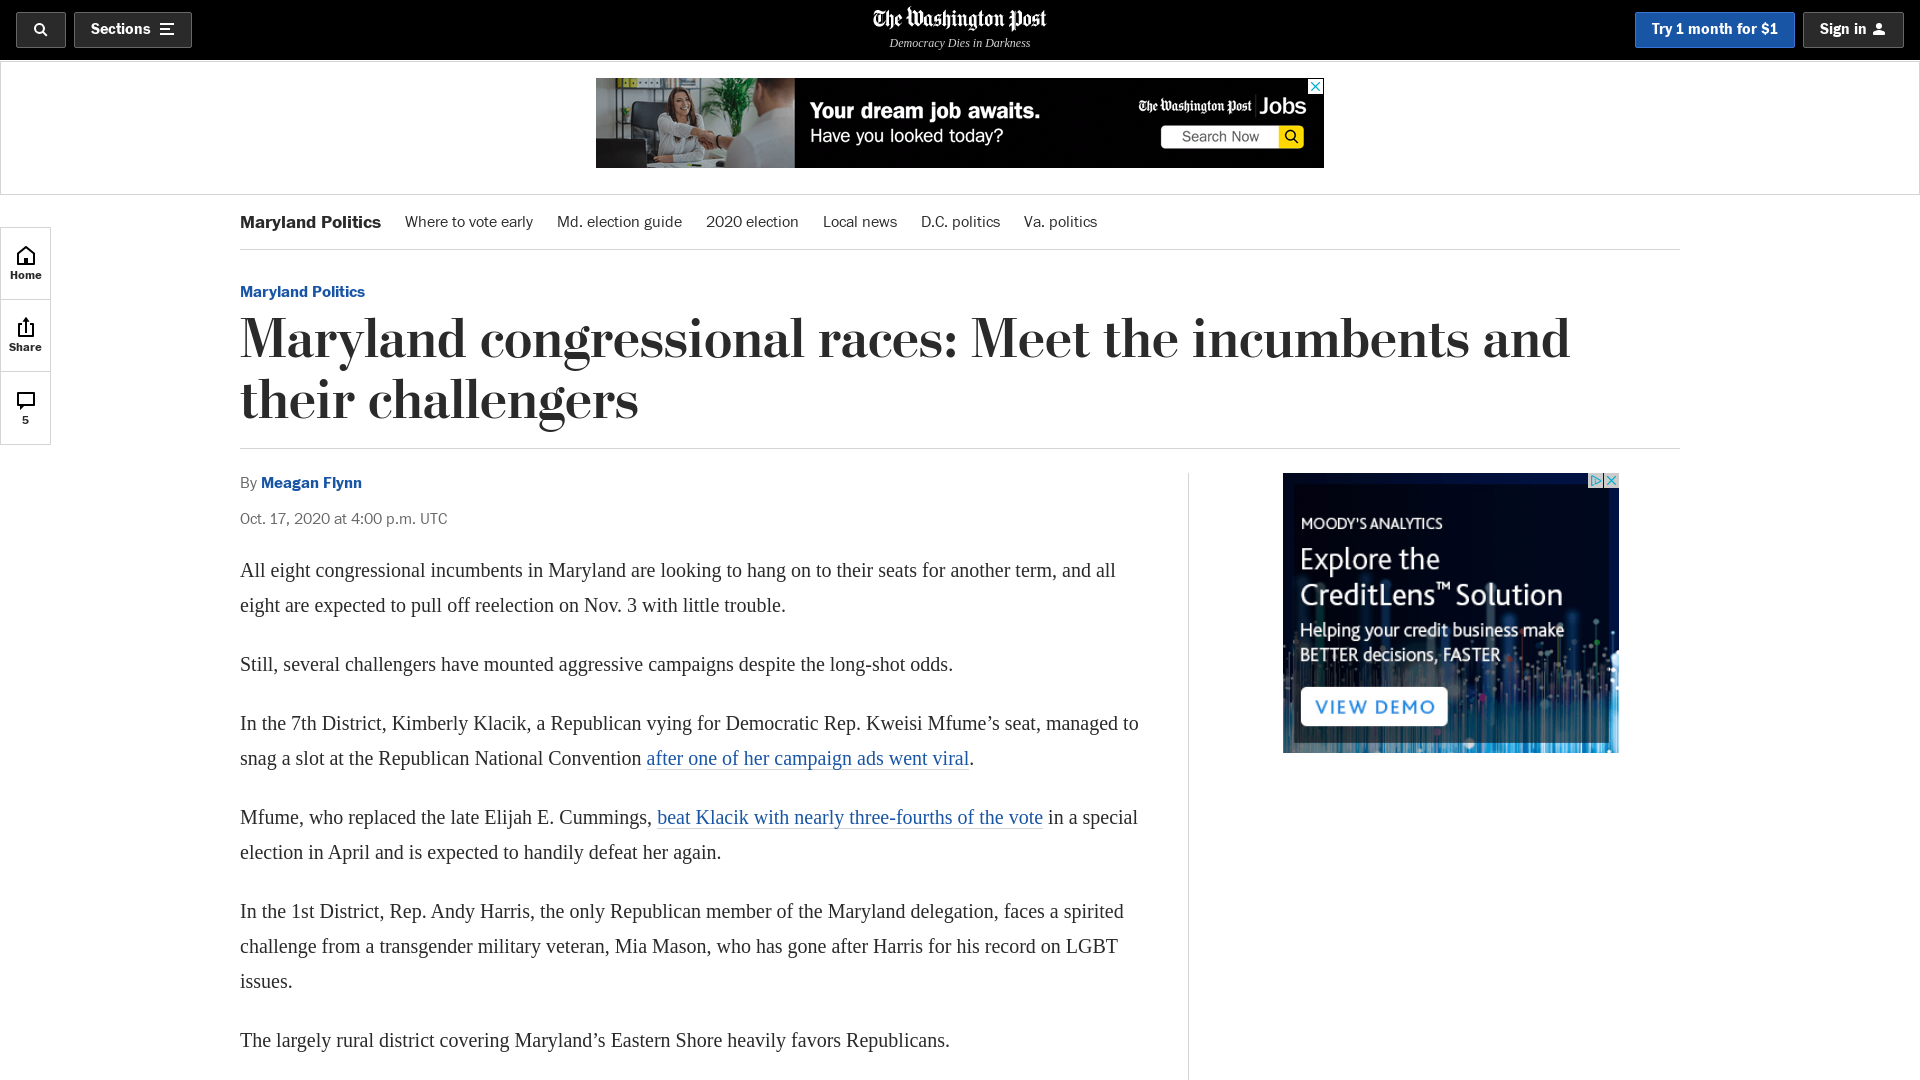 Sections
The Washington Post
Democracy Dies in Darkness
Try 1 month for $1
Sign in
Your dream job awaits.
Have you looked today?
The Washington Post Jobs
Search Now
Maryland Politics Where to vote early Md. election guide 2020 election Local news D.C. politics Va. politics
Home
Share
5
Maryland Politics
Maryland congressional races: Meet the incumbents and
their challengers
By Meagan Flynn
Oct. 17, 2020 at 4:00 p.m. UTC
All eight congressional incumbents in Maryland are looking to hang on to their seats for another term, and all
eight are expected to pull off reelection on Nov. 3 with little trouble.
Still, several challengers have mounted aggressive campaigns despite the long-shot odds.
In the 7th District, Kimberly Klacik, a Republican vying for Democratic Rep. Kweisi Mfume’s seat, managed to
snag a slot at the Republican National Convention after one of her campaign ads went viral.
Mfume, who replaced the late Elijah E. Cummings, beat Klacik with nearly three-fourths of the vote in a special
election in April and is expected to handily defeat her again.
In the 1st District, Rep. Andy Harris, the only Republican member of the Maryland delegation, faces a spirited
challenge from a transgender military veteran, Mia Mason, who has gone after Harris for his record on LGBT
issues.
The largely rural district covering Maryland’s Eastern Shore heavily favors Republicans.
MOODY'S ANALYTICS
Explore the
CreditLens™ Solution
Helping your credit business make
BETTER decisions, FASTER
VIEW DEMO